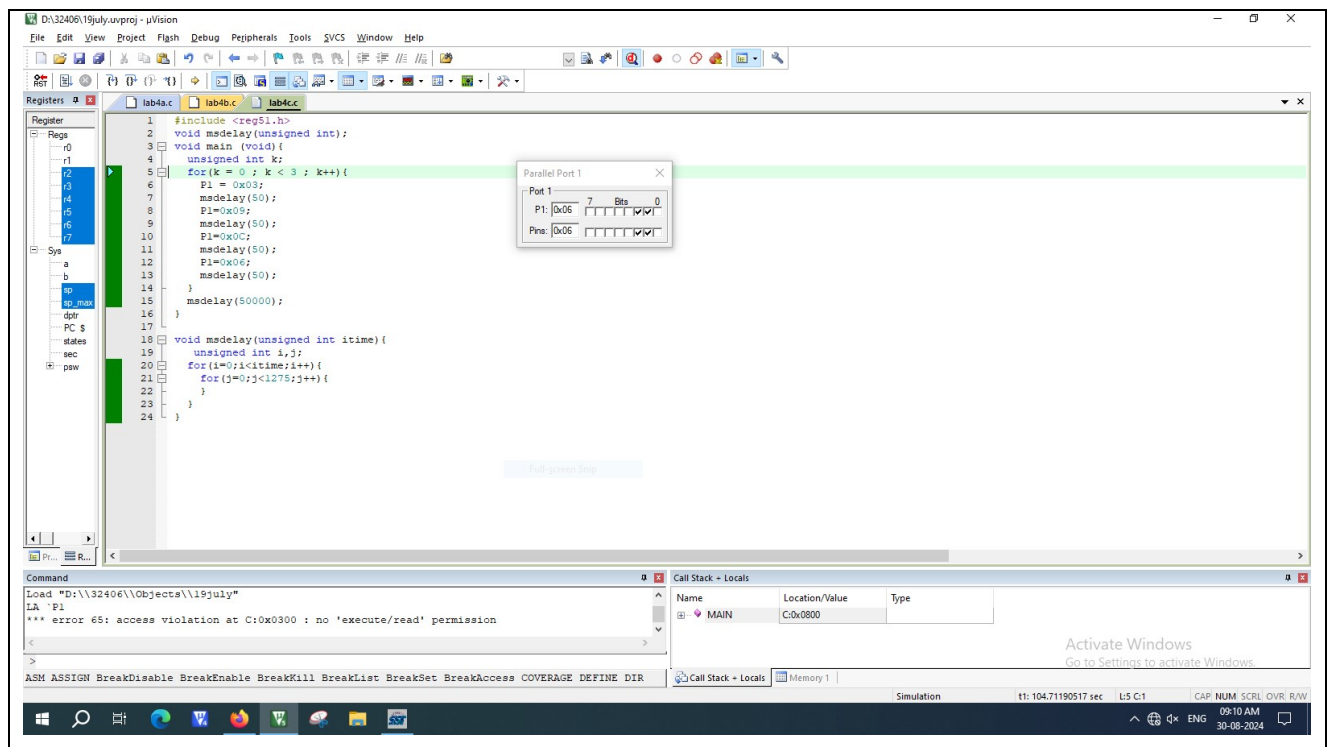 D:\32406\19july.uvproj - µVision
File Edit View Project Flash Debug Peripherals Tools SVCS Window Help
Registers
lab4a.c lab4b.c lab4c.c
Register
Regs
r0
r1
r2
r3
r4
r5
r6
r7
Sys
a
b
sp
sp_max
dptr
PC $
states
sec
psw
1 #include <reg51.h>
2 void msdelay(unsigned int);
3 void main (void){
4 unsigned int k;
5 for(k = 0 ; k < 3 ; k++){
6 P1 = 0x03;
7 msdelay(50);
8 P1=0x09;
9 msdelay(50);
10 P1=0x0C;
11 msdelay(50);
12 P1=0x06;
13 msdelay(50);
14 }
15 msdelay(50000);
16 }
17
18 void msdelay(unsigned int itime){
19 unsigned int i,j;
20 for(i=0;i<itime;i++){
21 for(j=0;j<1275;j++){
22 }
23 }
24 }
Parallel Port 1
Port 1
7 Bits 0
P1: 0x06
Pins: 0x06
Full-screen Snip
Pr... R...
Command
Load "D:\\32406\\Objects\\19july"
LA `P1
*** error 65: access violation at C:0x0300 : no 'execute/read' permission
>
ASM ASSIGN BreakDisable BreakEnable BreakKill BreakList BreakSet BreakAccess COVERAGE DEFINE DIR
Call Stack + Locals
Name Location/Value Type
MAIN C:0x0800
Call Stack + Locals Memory 1
Activate Windows
Go to Settings to activate Windows.
Simulation t1: 104.71190517 sec L:5 C:1 CAP NUM SCRL OVR R/W
ENG
09:10 AM
30-08-2024